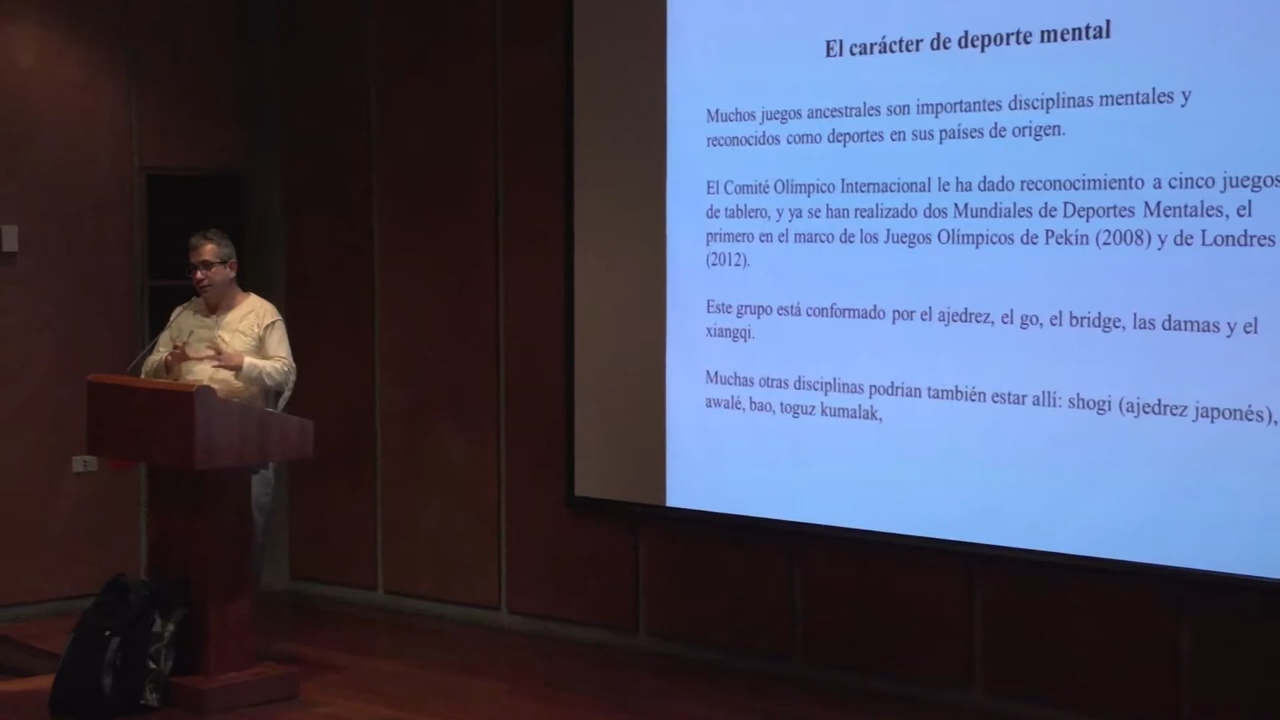 El carácter de deporte mental
Muchos juegos ancestrales son importantes disciplinas mentales y
reconocidos como deportes en sus países de origen.
El Comité Olímpico Internacional le ha dado reconocimiento a cinco juegos
de tablero, y ya se han realizado dos Mundiales de Deportes Mentales, el
primero en el marco de los Juegos Olímpicos de Pekín (2008) y de Londres
(2012).
Este grupo está conformado por el ajedrez, el go, el bridge, las damas y el
xiangqi.
Muchas otras disciplinas podrian también estar allí: shogi (ajedrez japonés),
awalé, bao, toguz kumalak,